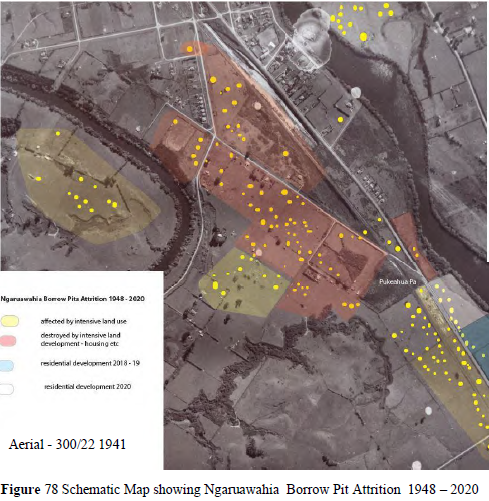 Pukeahua Pa
Ngaruawahia Borrow Pits Attrition 1948 - 2020
affected by intensive land use
destroyed by intensive land
development - housing etc
residential development 2018 - 19
residential development 2020
Aerial - 300/22 1941
Figure 78 Schematic Map showing Ngaruawahia Borrow Pit Attrition 1948 – 2020